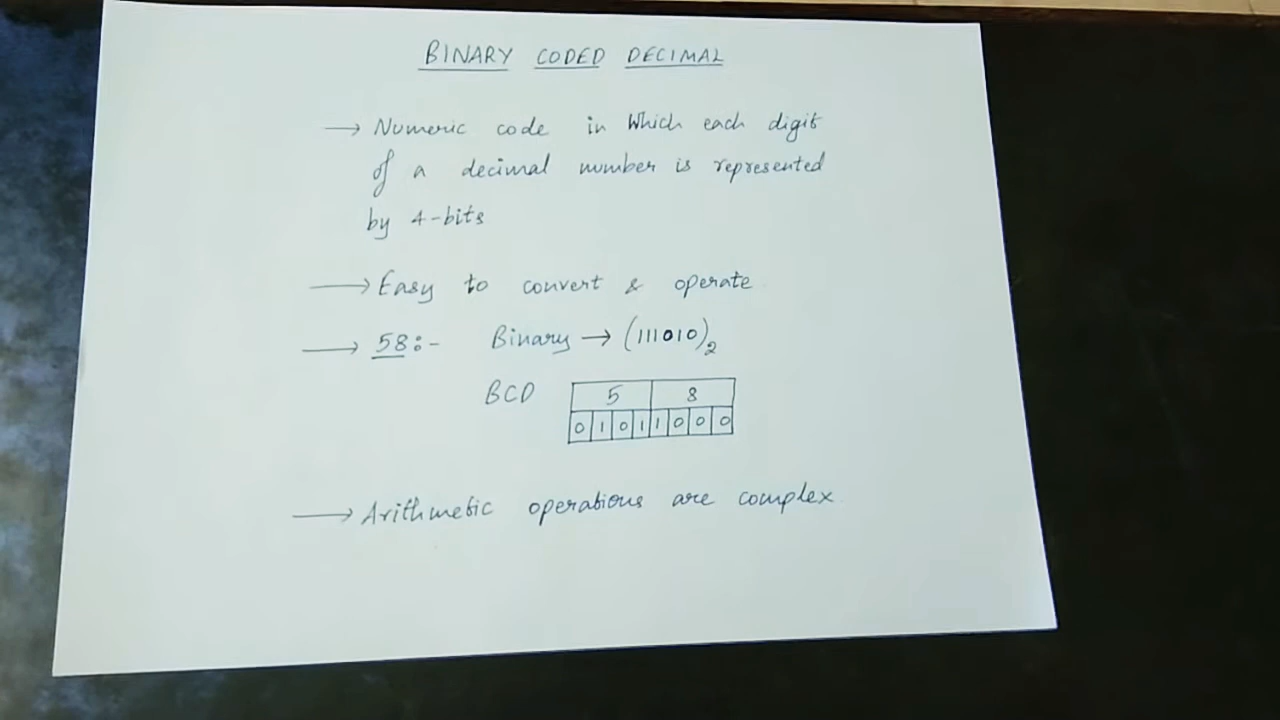 BINARY CODED DECIMAL
→ Numeric code in Which each digit
of a decimal number is represented
by 4-bits
→ Easy to convert & operate
→ 58:- Binary → (111010)₂
BCD 5 8
0 1 0 1 1 0 0 0
→ Arithmetic operations are complex